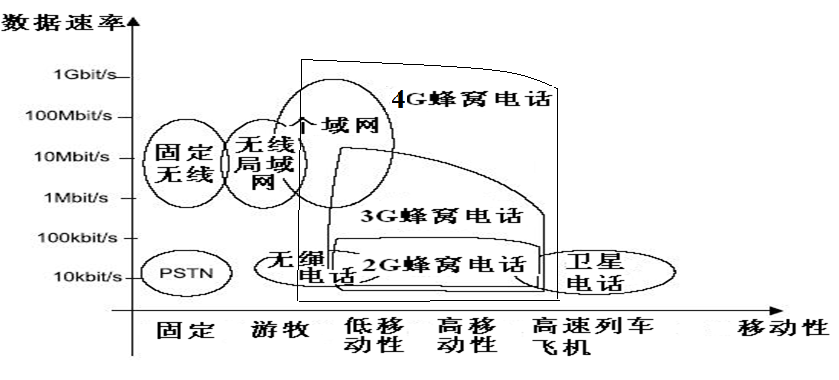 数据速率
1Gbit/s
4G蜂窝电话
100Mbit/s
个域网
固定
无线
无线
局域
网
10Mbit/s
1Mbit/s
3G蜂窝电话
100kbit/s
无绳
电话
2G蜂窝电话
卫星
电话
PSTN
10kbit/s
固定
游牧
低移
动性
高移
动性
高速列车
飞机
移动性